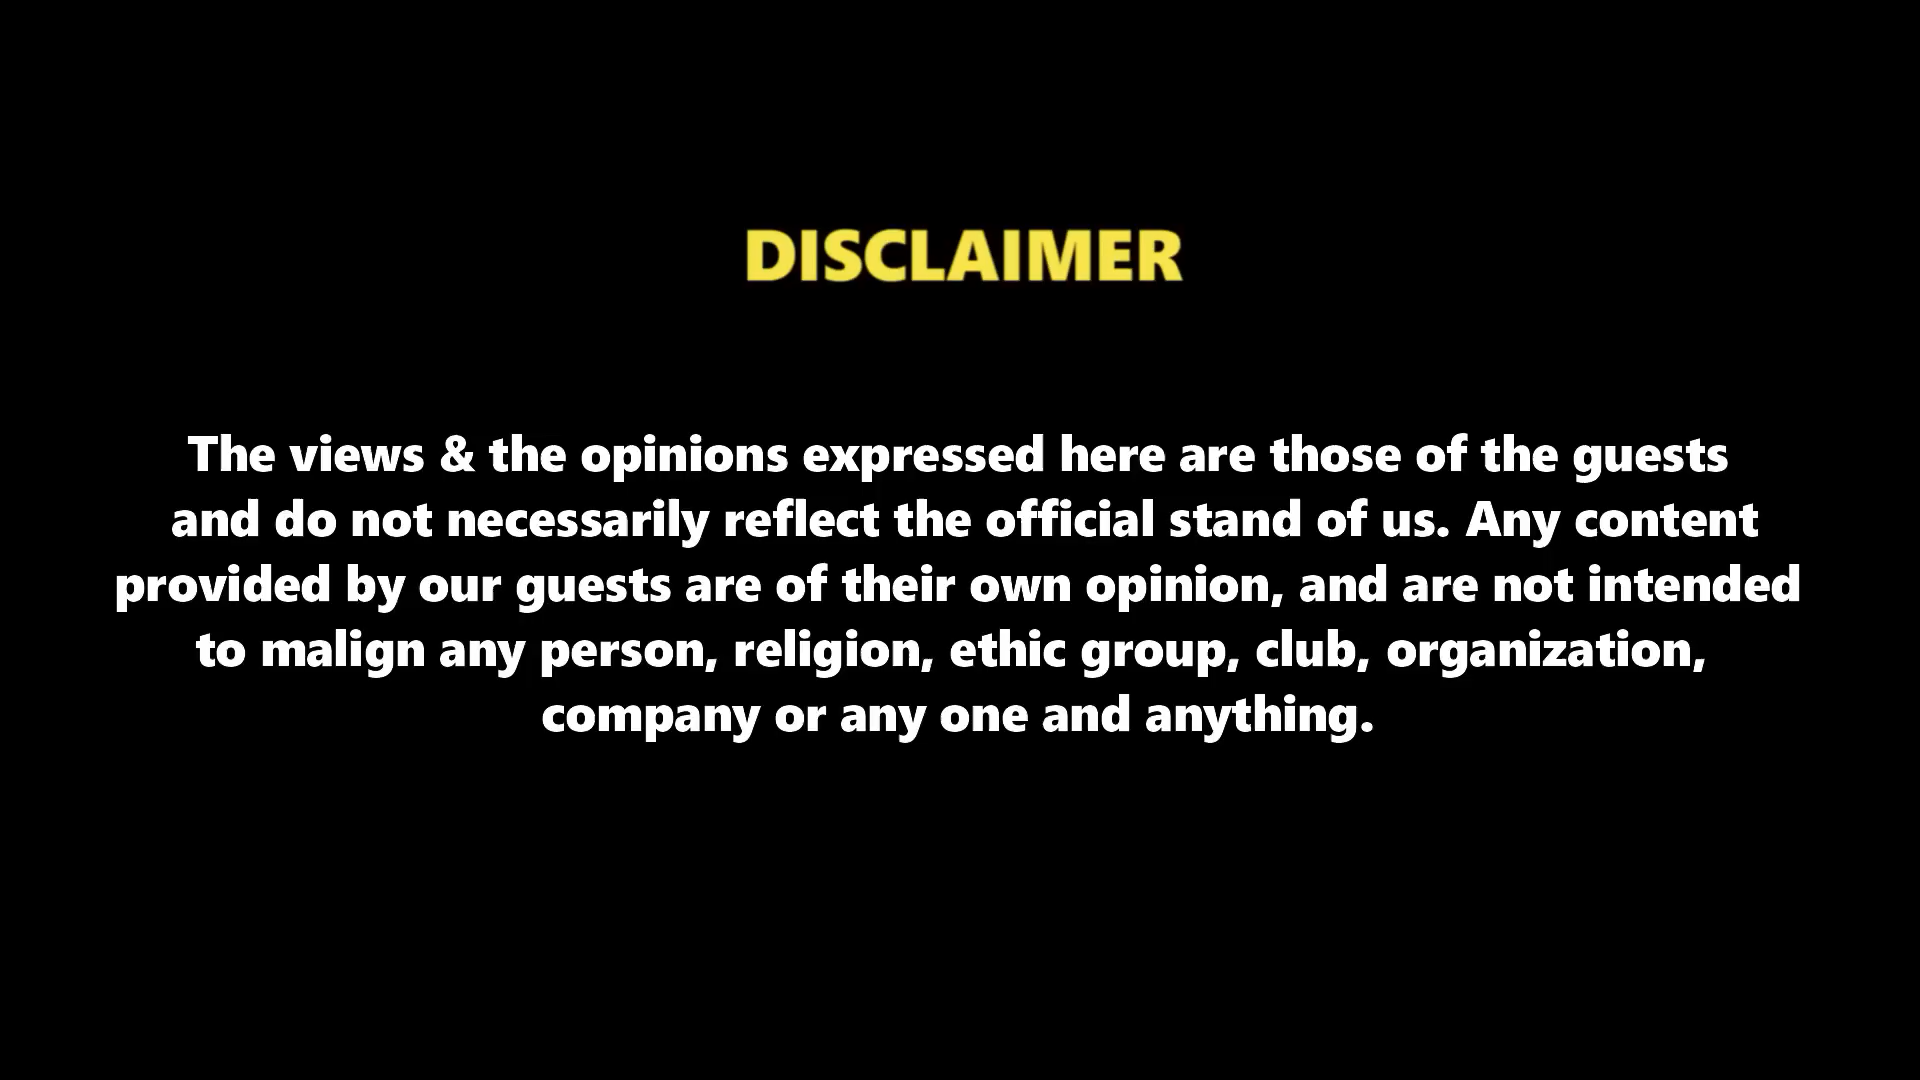 DISCLAIMER
The views & the opinions expressed here are those of the guests
and do not necessarily reflect the official stand of us. Any content
provided by our guests are of their own opinion, and are not intended
to malign any person, religion, ethic group, club, organization,
company or any one and anything.